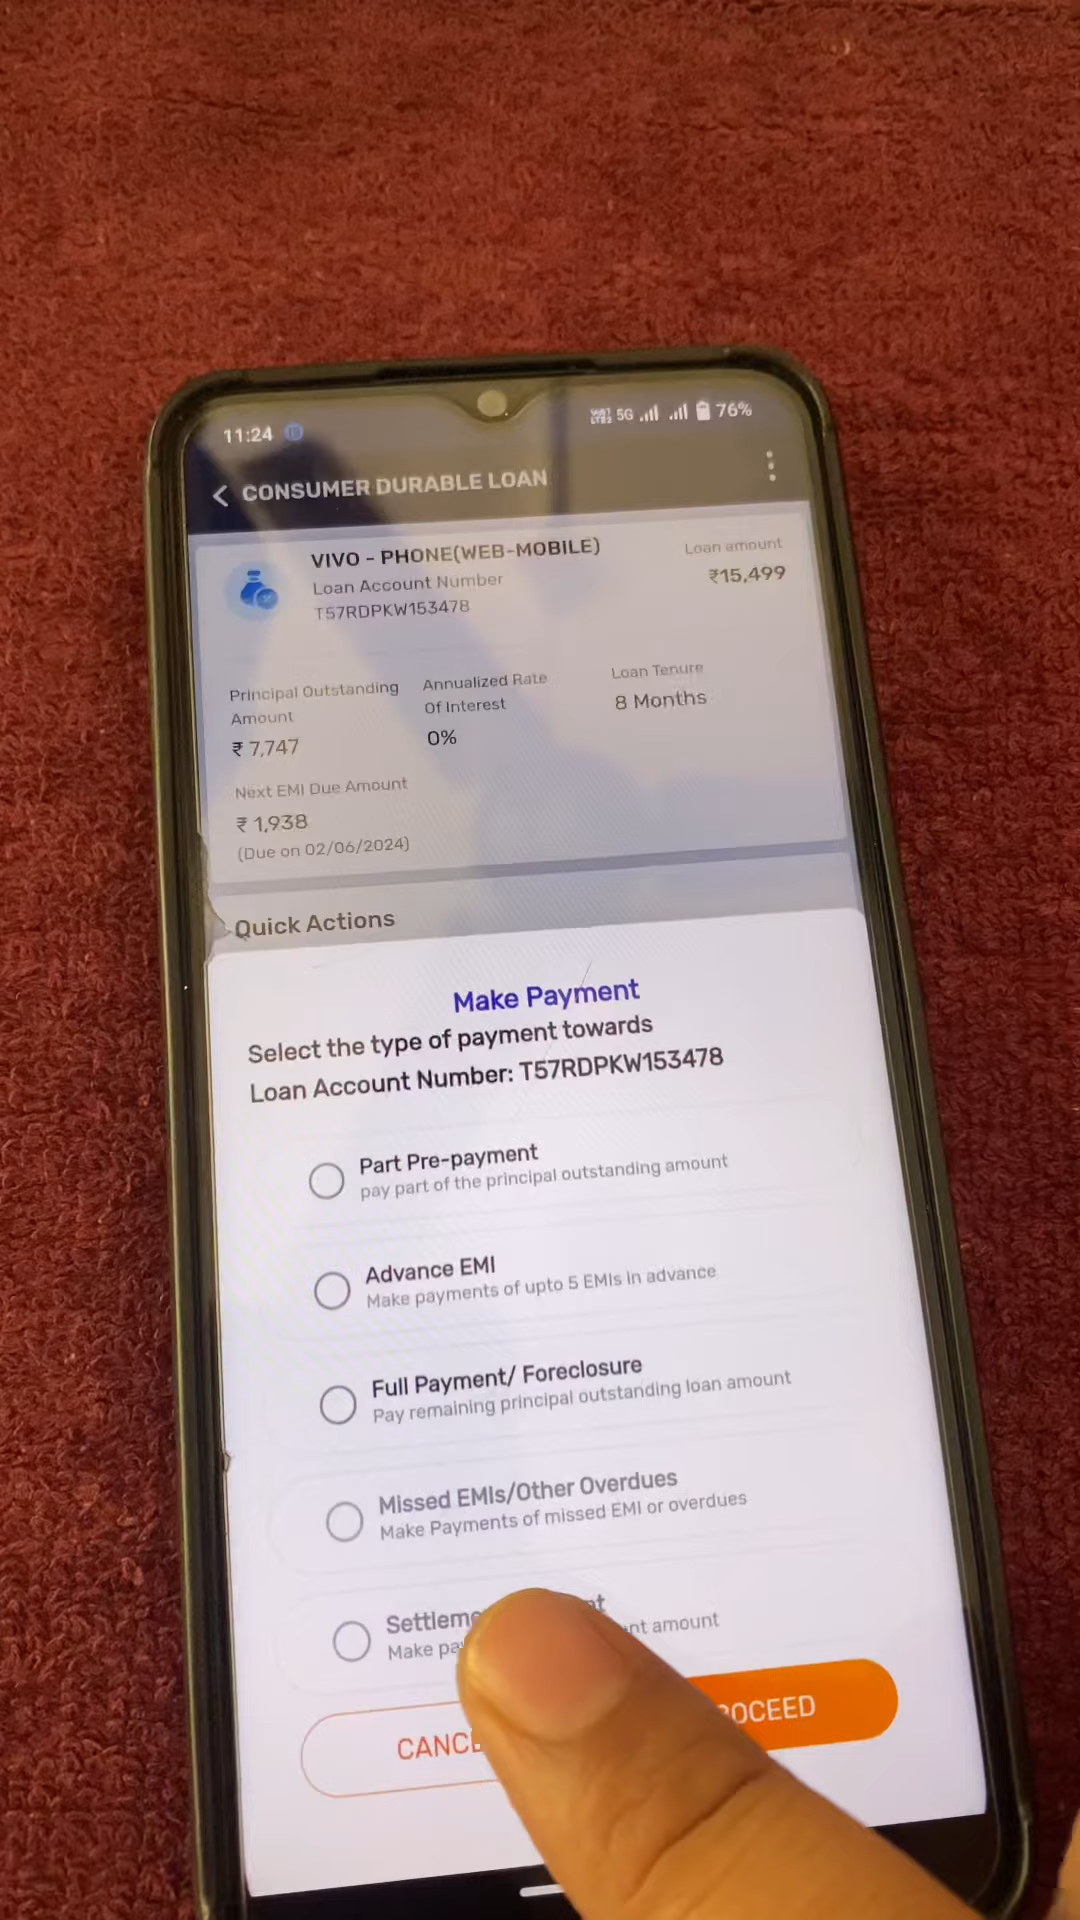 11:24
5G 76%
CONSUMER DURABLE LOAN
VIVO - PHONE(WEB-MOBILE)
Loan amount
₹15,499
Loan Account Number
T57RDPKW153478
Principal Outstanding
Amount
₹ 7,747
Annualized Rate
Of Interest
0%
Loan Tenure
8 Months
Next EMI Due Amount
₹ 1,938
(Due on 02/06/2024)
Quick Actions
Make Payment
Select the type of payment towards
Loan Account Number: T57RDPKW153478
Part Pre-payment
pay part of the principal outstanding amount
Advance EMI
Make payments of upto 5 EMIs in advance
Full Payment/ Foreclosure
Pay remaining principal outstanding loan amount
Missed EMIs/Other Overdues
Make Payments of missed EMI or overdues
Make amount